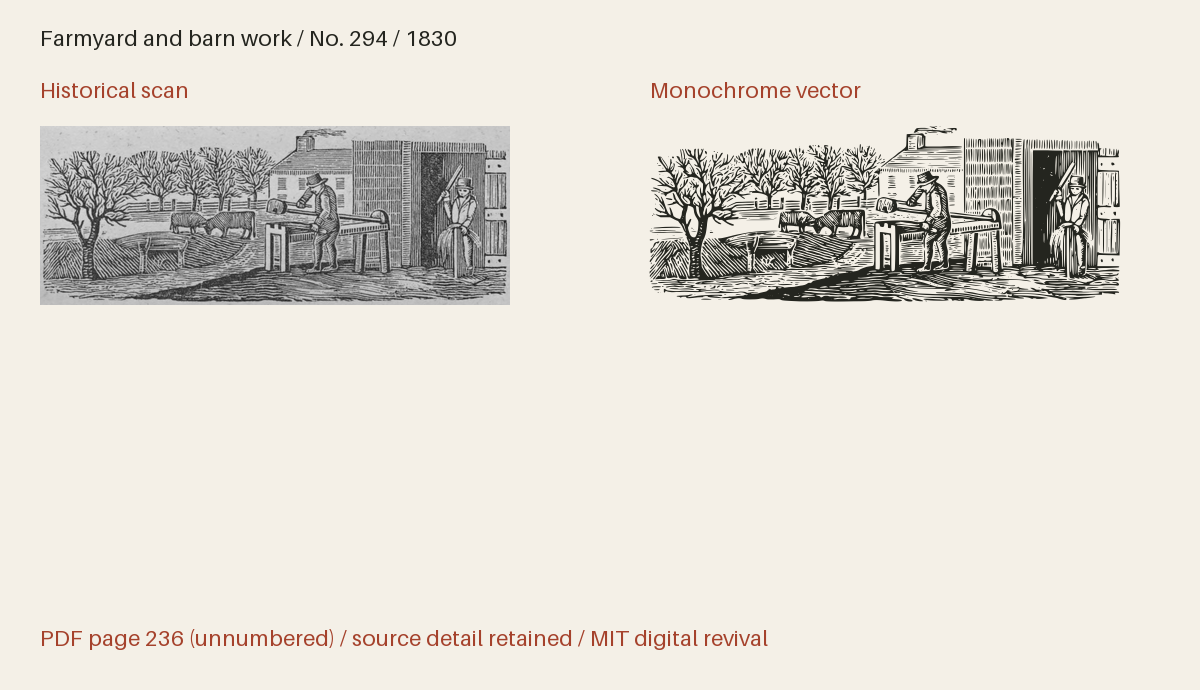 Farmyard and barn work / No. 294 / 1830
Historical scan
Monochrome vector
PDF page 236 (unnumbered) / source detail retained / MIT digital revival